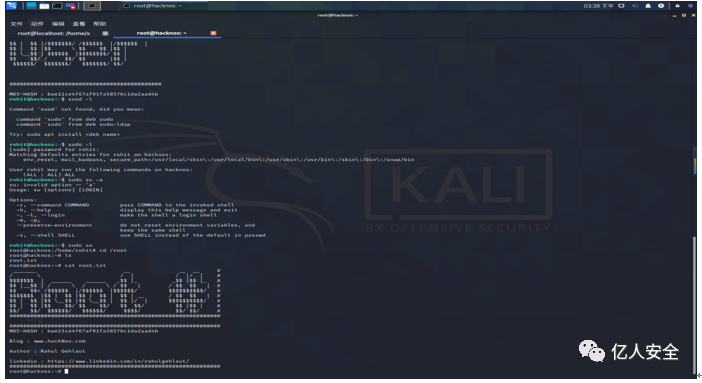 root@hacknos: ~
03:39 下午
root@hacknos: ~
文件 动作 编辑 查看 帮助
root@localhost: /home/x
root@hacknos: ~
##########################################
MD5-HASH : bae11ce4f67af91fa58576c1da2aad4b
rohit@hacknos:~$ suod -l
Command 'suod' not found, did you mean:
command 'sudo' from deb sudo
command 'sudo' from deb sudo-ldap
Try: sudo apt install <deb name>
rohit@hacknos:~$ sudo -l
[sudo] password for rohit:
Matching Defaults entries for rohit on hacknos:
env_reset, mail_badpass, secure_path=/usr/local/sbin\:/usr/local/bin\:/usr/sbin\:/usr/bin\:/sbin\:/bin\:/snap/bin
User rohit may run the following commands on hacknos:
(ALL : ALL) ALL
rohit@hacknos:~$ sudo su -a
su: invalid option -- 'a'
Usage: su [options] [LOGIN]
Options:
-c, --command COMMAND pass COMMAND to the invoked shell
-h, --help display this help message and exit
-, -l, --login make the shell a login shell
-m, -p,
--preserve-environment do not reset environment variables, and
keep the same shell
-s, --shell SHELL use SHELL instead of the default in passwd
rohit@hacknos:~$ sudo su
root@hacknos:/home/rohit# cd /root
root@hacknos:~# ls
root.txt
root@hacknos:~# cat root.txt
MD5-HASH : bae11ce4f67af91fa58576c1da2aad4b
Blog : www.hackNos.com
Author : Rahul Gehlaut
linkedin : https://www.linkedin.com/in/rahulgehlaut/
root@hacknos:~#
KALI
BY OFFENSIVE SECURITY
亿人安全